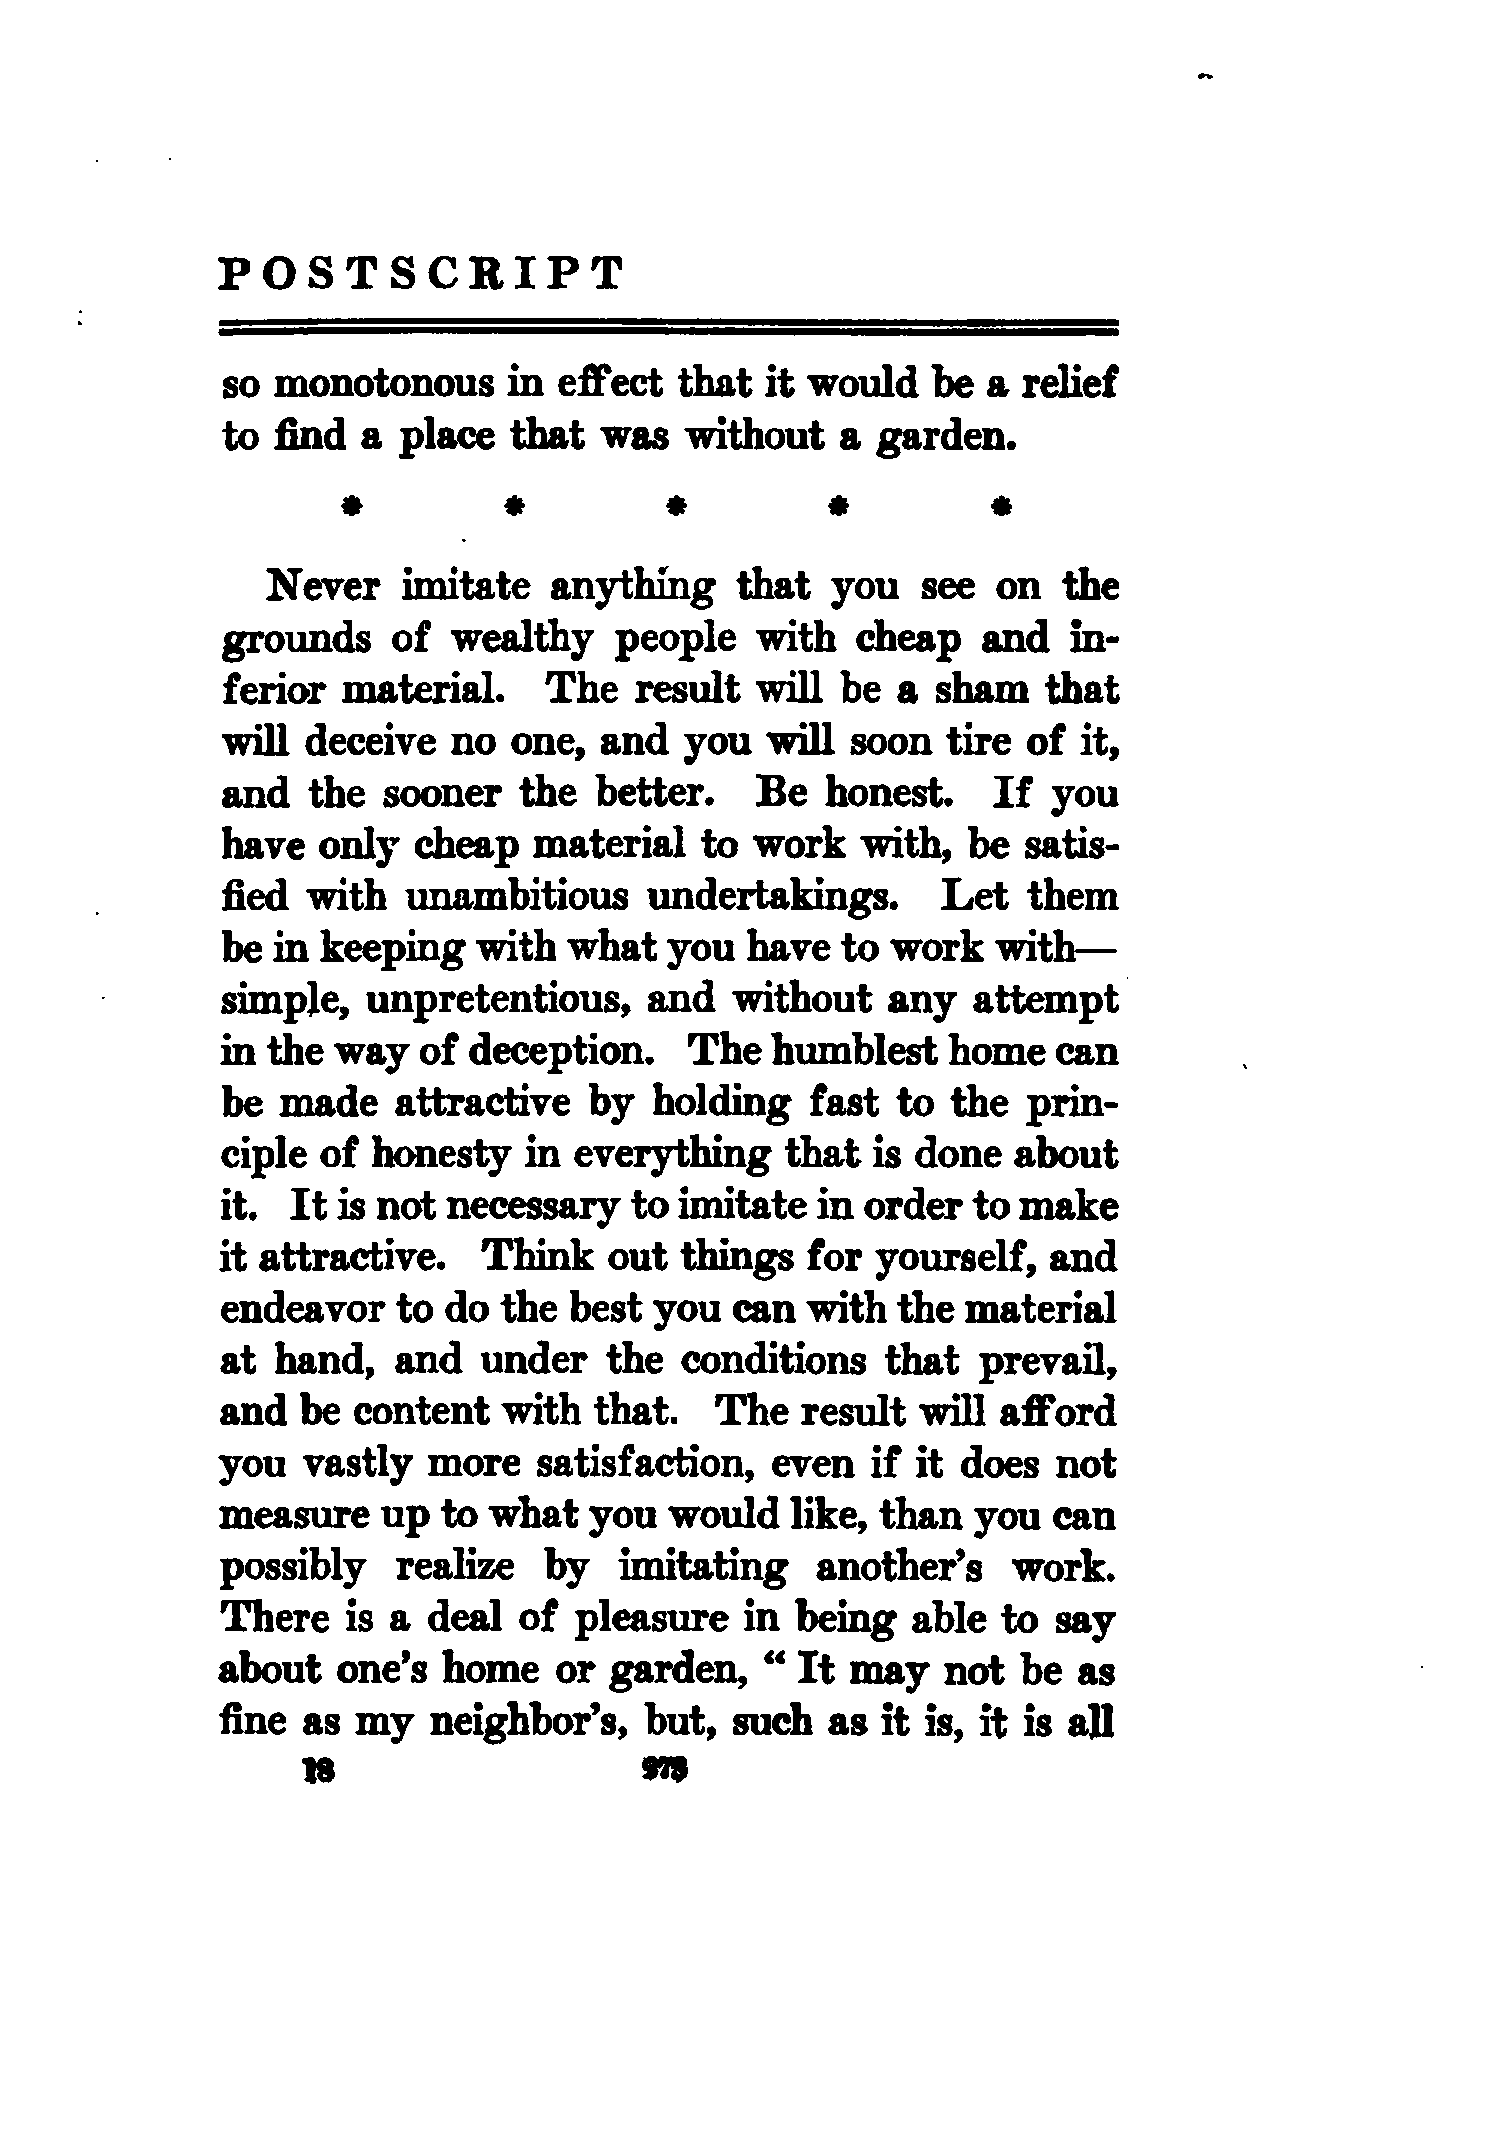 POSTSCRIPT
so monotonous in effect that it would be a relief
to find a place that was without a garden.
* * * * *
Never imitate anything that you see on the
grounds of wealthy people with cheap and in-
ferior material. The result will be a sham that
will deceive no one, and you will soon tire of it,
and the sooner the better. Be honest. If you
have only cheap material to work with, be satis-
fied with unambitious undertakings. Let them
be in keeping with what you have to work with—
simple, unpretentious, and without any attempt
in the way of deception. The humblest home can
be made attractive by holding fast to the prin-
ciple of honesty in everything that is done about
it. It is not necessary to imitate in order to make
it attractive. Think out things for yourself, and
endeavor to do the best you can with the material
at hand, and under the conditions that prevail,
and be content with that. The result will afford
you vastly more satisfaction, even if it does not
measure up to what you would like, than you can
possibly realize by imitating another's work.
There is a deal of pleasure in being able to say
about one's home or garden, “ It may not be as
fine as my neighbor's, but, such as it is, it is all
18 273